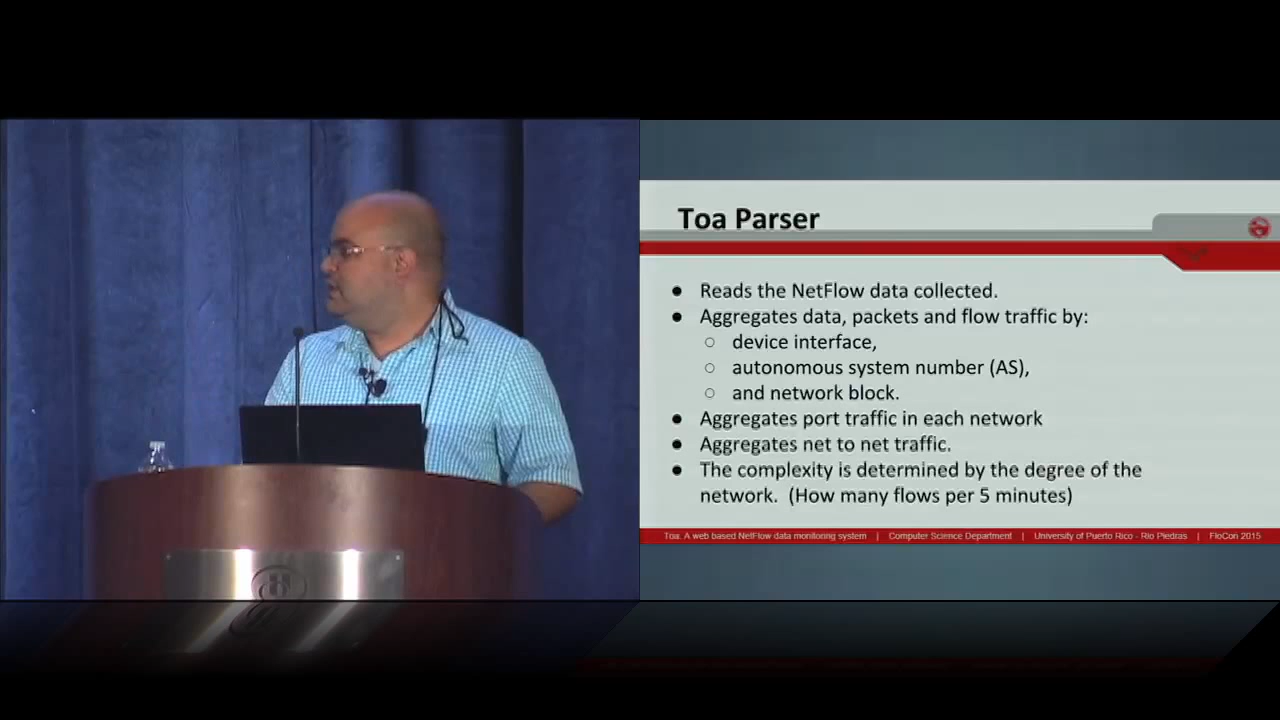 Toa Parser
● Reads the NetFlow data collected.
● Aggregates data, packets and flow traffic by:
○ device interface,
○ autonomous system number (AS),
○ and network block.
● Aggregates port traffic in each network
● Aggregates net to net traffic.
● The complexity is determined by the degree of the
network. (How many flows per 5 minutes)
Toa. A web based NetFlow data monitoring system | Computer Science Department | University of Puerto Rico - Rio Piedras | FloCon 2015